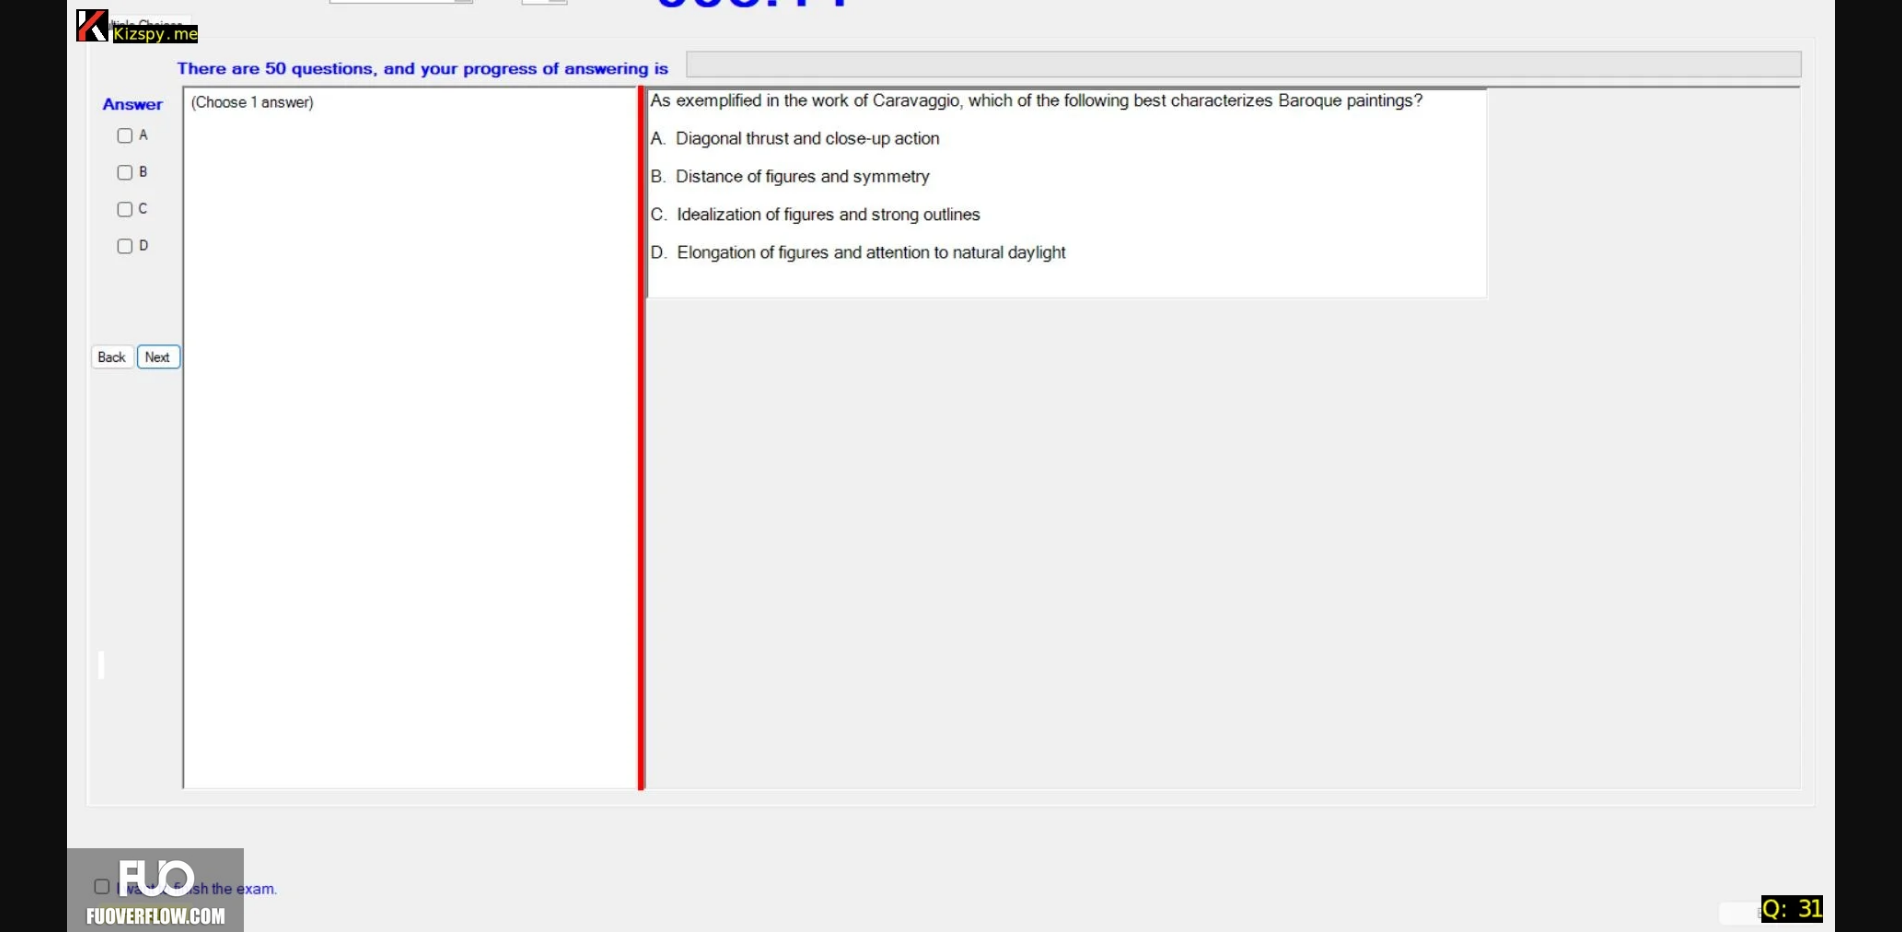 Kizspy.me
There are 50 questions, and your progress of answering is
Answer
(Choose 1 answer)
A
B
C
D
Back
Next
As exemplified in the work of Caravaggio, which of the following best characterizes Baroque paintings?
A. Diagonal thrust and close-up action
B. Distance of figures and symmetry
C. Idealization of figures and strong outlines
D. Elongation of figures and attention to natural daylight
FUO
the exam.
FUOVERFLOW.COM
Q: 31